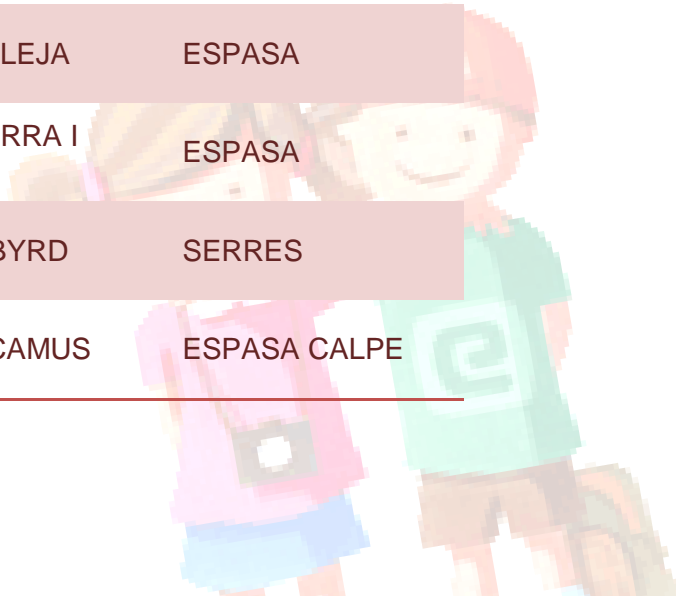 LEJA ESPASA
RRA I ESPASA
BYRD SERRES
CAMUS ESPASA CALPE